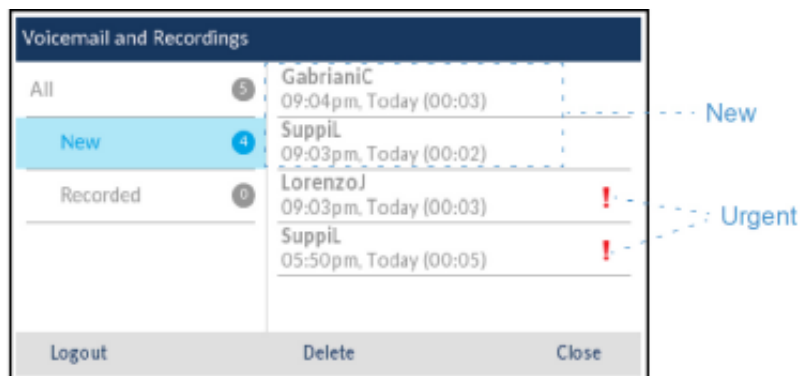 Voicemail and Recordings
All 5
New 4
Recorded 0
GabrianiC
09:04pm, Today (00:03)
SuppiL
09:03pm, Today (00:02)
LorenzoJ
09:03pm, Today (00:03) !
SuppiL
05:50pm, Today (00:05) !
New
Urgent
Logout Delete Close